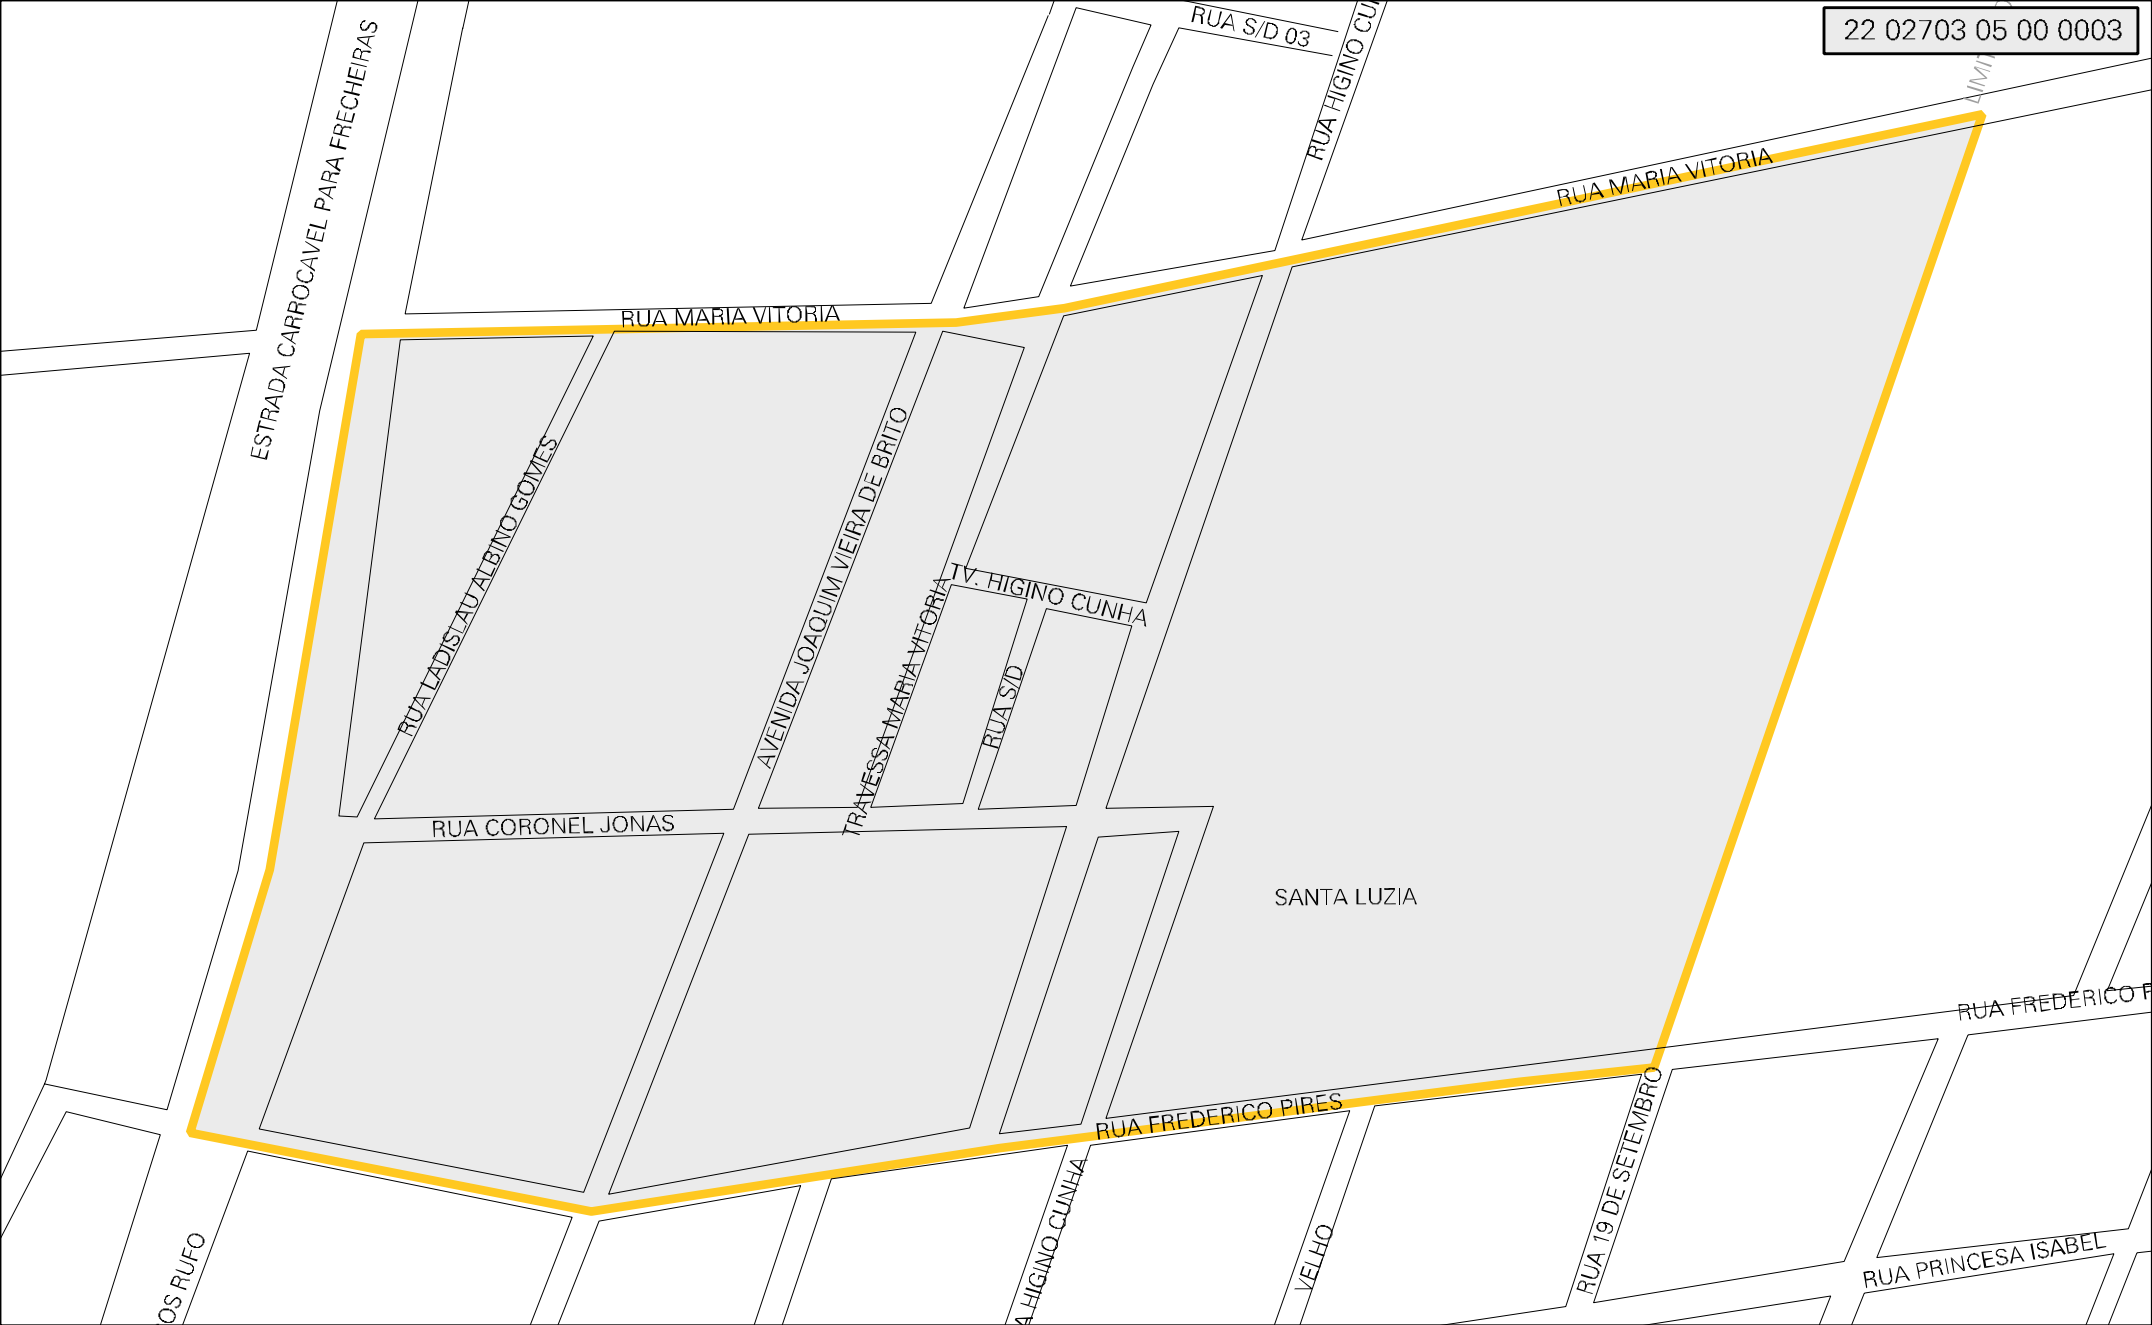 22 02703 05 00 0003
RUA S/D 03
RUA HIGINO
ESTRADA CARROCAVEL PARA FRECHEIRAS
RUA MARIA VITORIA
RUA MARIA VITORIA
RUA LADISLAU ALBINO GOMES
AVENIDA JOAQUIM VIEIRA DE BRITO
TV. HIGINO CUNHA
TRAVESSA MARIA VITORIA
RUA S/D
RUA CORONEL JONAS
SANTA LUZIA
RUA FREDERICO
RUA FREDERICO PIRES
RUA 19 DE SETEMBRO
HIGINO CUNHA
VELHO
RUFO
RUA PRINCESA ISABEL